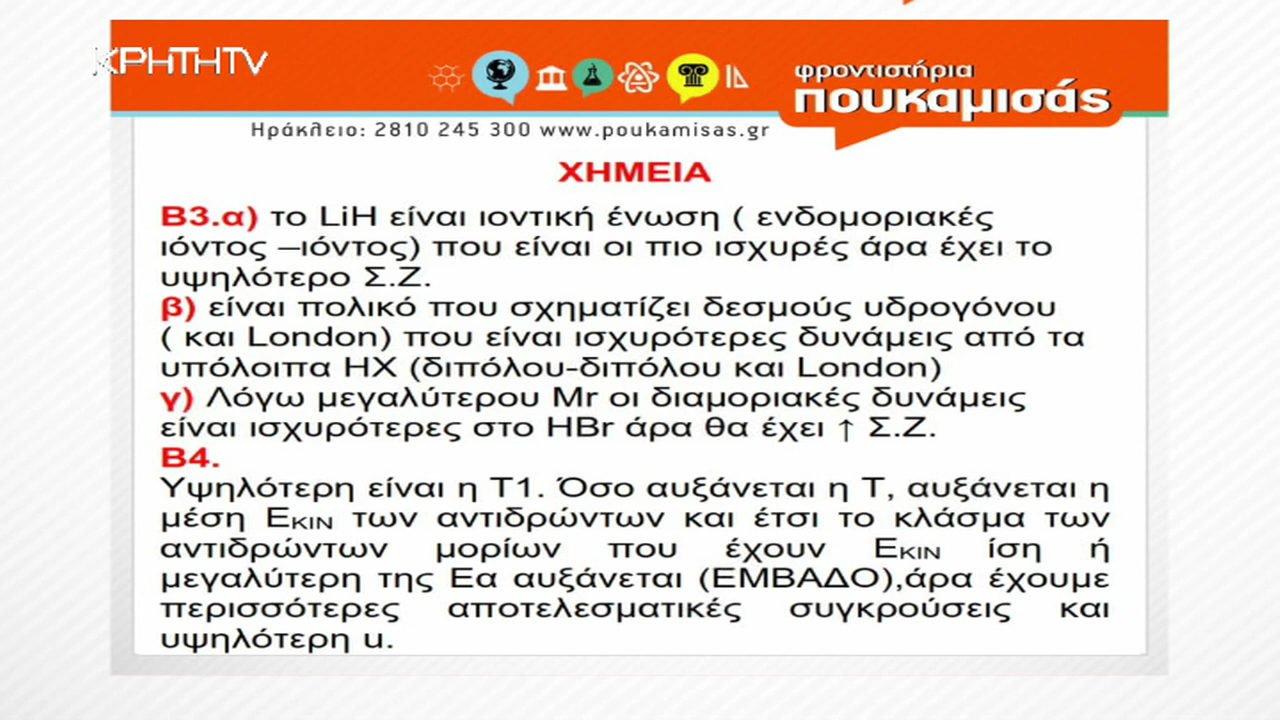 ΚΡΗΤΗTV
φροντιστήρια
πουκαμισάς
Ηράκλειο: 2810 245 300 www.poukamisas.gr
ΧΗΜΕΙΑ
Β3.α) το LiH είναι ιοντική ένωση ( ενδομοριακές
ιόντος –ιόντος) που είναι οι πιο ισχυρές άρα έχει το
υψηλότερο Σ.Ζ.
β) είναι πολικό που σχηματίζει δεσμούς υδρογόνου
( και London) που είναι ισχυρότερες δυνάμεις από τα
υπόλοιπα HX (διπόλου-διπόλου και London)
γ) Λόγω μεγαλύτερου Mr οι διαμοριακές δυνάμεις
είναι ισχυρότερες στο HBr άρα θα έχει ↑ Σ.Ζ.
Β4.
Υψηλότερη είναι η Τ1. Όσο αυξάνεται η Τ, αυξάνεται η
μέση Εκιν των αντιδρώντων και έτσι το κλάσμα των
αντιδρώντων μορίων που έχουν Εκιν ίση ή
μεγαλύτερη της Εα αυξάνεται (ΕΜΒΑΔΟ),άρα έχουμε
περισσότερες αποτελεσματικές συγκρούσεις και
υψηλότερη u.